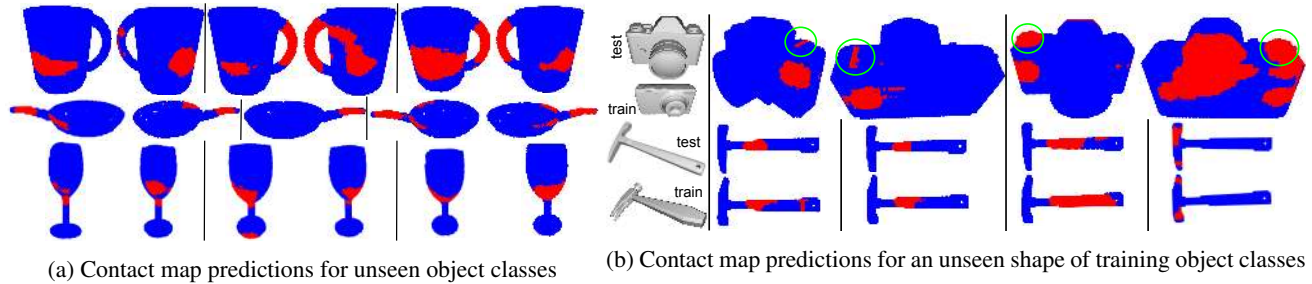 test
train
test
train
(a) Contact map predictions for unseen object classes
(b) Contact map predictions for an unseen shape of training object classes